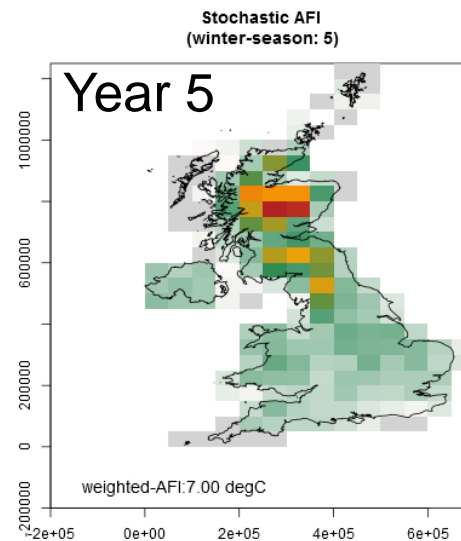 Stochastic AFI
(winter-season: 5)
Year 5
1000000
600000
200000
0
-200000
weighted-AFI:7.00 degC
-2e+05 0e+00 2e+05 4e+05 6e+05